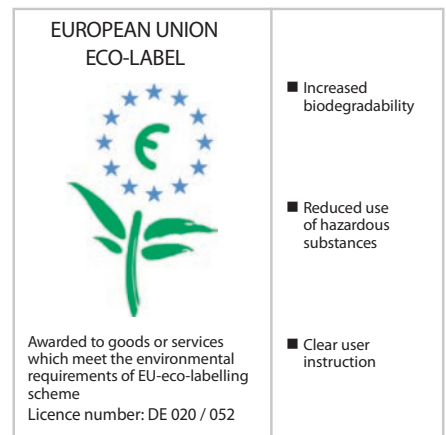 EUROPEAN UNION
ECO-LABEL
Awarded to goods or services
which meet the environmental
requirements of EU-eco-labelling
scheme
Licence number: DE 020 / 052
■ Increased
biodegradability
■ Reduced use
of hazardous
substances
■ Clear user
instruction